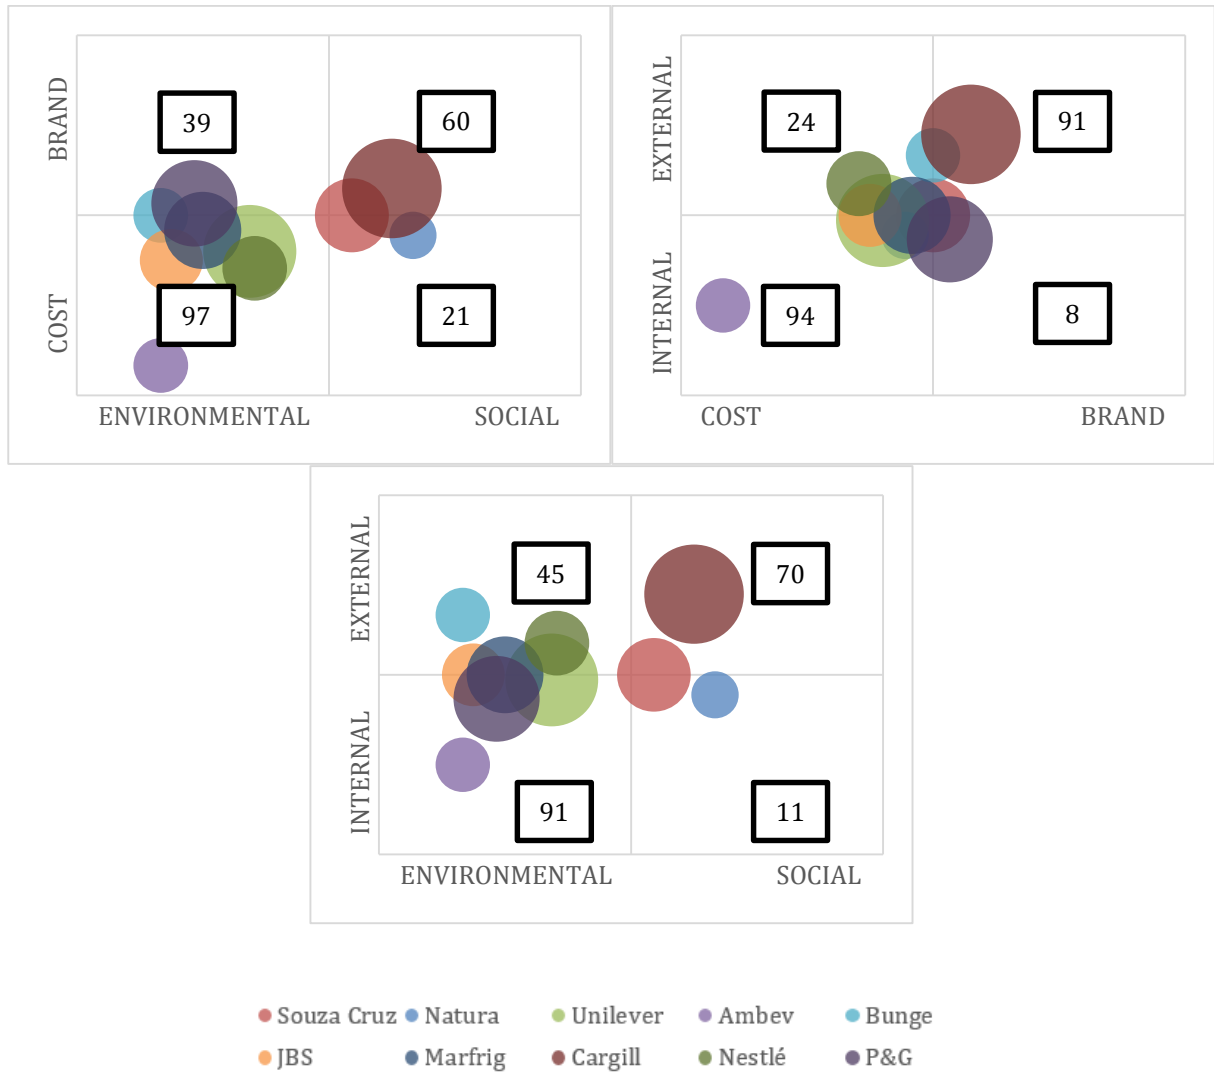 BRAND
39
60
COST
97
21
ENVIRONMENTAL SOCIAL
EXTERNAL
24
91
INTERNAL
94
8
COST BRAND
EXTERNAL
45
70
INTERNAL
91
11
ENVIRONMENTAL SOCIAL
Souza Cruz Natura Unilever Ambev Bunge
JBS Marfrig Cargill Nestlé P&G